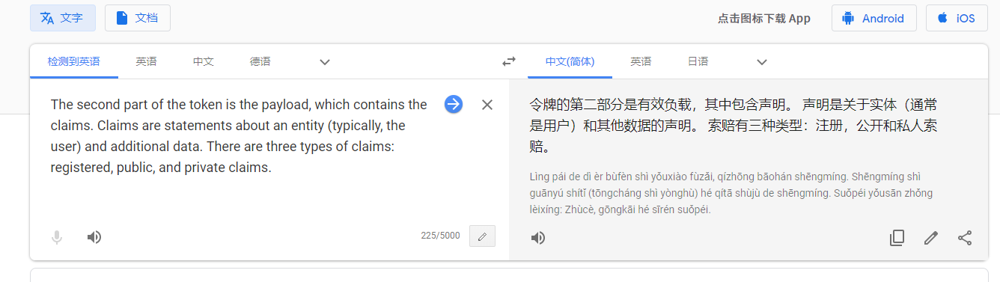 文字 文档 点击图标下载 App Android iOS
检测到英语 英语 中文 德语 中文(简体) 英语 日语
The second part of the token is the payload, which contains the
claims. Claims are statements about an entity (typically, the
user) and additional data. There are three types of claims:
registered, public, and private claims.
225/5000
令牌的第二部分是有效负载，其中包含声明。 声明是关于实体（通常
是用户）和其他数据的声明。 索赔有三种类型：注册，公开和私人索
赔。
Lìng pái de dì èr bùfèn shì yǒuxiào fùzǎi, qízhōng bāohán shēngmíng. Shēngmíng shì
guānyú shítǐ (tōngcháng shì yònghù) hé qítā shùjù de shēngmíng. Suǒpéi yǒusān zhǒng
lèixíng: Zhùcè, gōngkāi hé sīrén suǒpéi.